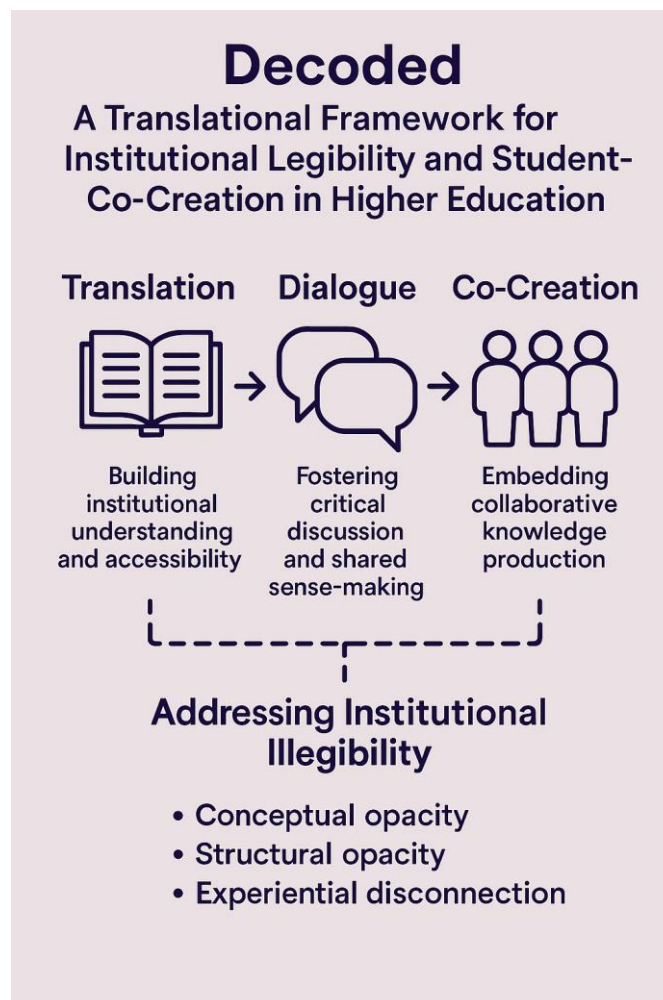 Decoded
A Translational Framework for
Institutional Legibility and Student-
Co-Creation in Higher Education
Translation
Dialogue
Co-Creation
Building
institutional
understanding
and accessibility
Fostering
critical
discussion
and shared
sense-making
Embedding
collaborative
knowledge
production
Addressing Institutional
Illegibility
• Conceptual opacity
• Structural opacity
• Experiential disconnection